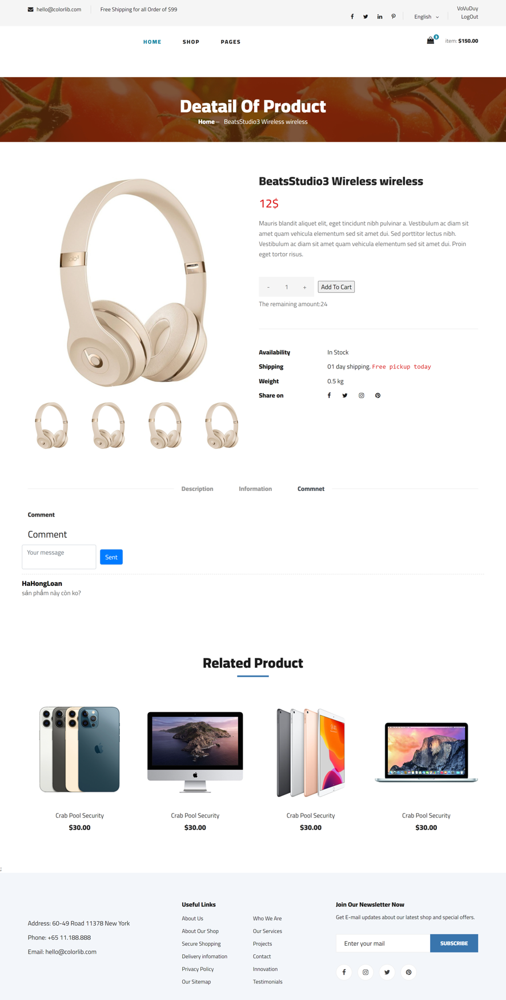 hello@colorlib.com
Free Shipping for all Order of $99
English
VoVuDuy
LogOut
HOME
SHOP
PAGES
3
item: $150.00
Deatail Of Product
Home – BeatsStudio3 Wireless wireless
BeatsStudio3 Wireless wireless
12$
Mauris blandit aliquet elit, eget tincidunt nibh pulvinar a. Vestibulum ac diam sit
amet quam vehicula elementum sed sit amet dui. Sed porttitor lectus nibh.
Vestibulum ac diam sit amet quam vehicula elementum sed sit amet dui. Proin
eget tortor risus.
- 1 + Add To Cart
The remaining amount:24
Availability In Stock
Shipping 01 day shipping. Free pickup today
Weight 0.5 kg
Share on
Description
Information
Commnet
Comment
Comment
Your message
Sent
HaHongLoan
sản phẩm này còn ko?
Related Product
Crab Pool Security
$30.00
Crab Pool Security
$30.00
Crab Pool Security
$30.00
Crab Pool Security
$30.00
;
Address: 60-49 Road 11378 New York
Phone: +65 11.188.888
Email: hello@colorlib.com
Useful Links
About Us
About Our Shop
Secure Shopping
Delivery infomation
Privacy Policy
Our Sitemap
Who We Are
Our Services
Projects
Contact
Innovation
Testimonials
Join Our Newsletter Now
Get E-mail updates about our latest shop and special offers.
Enter your mail
SUBSCRIBE